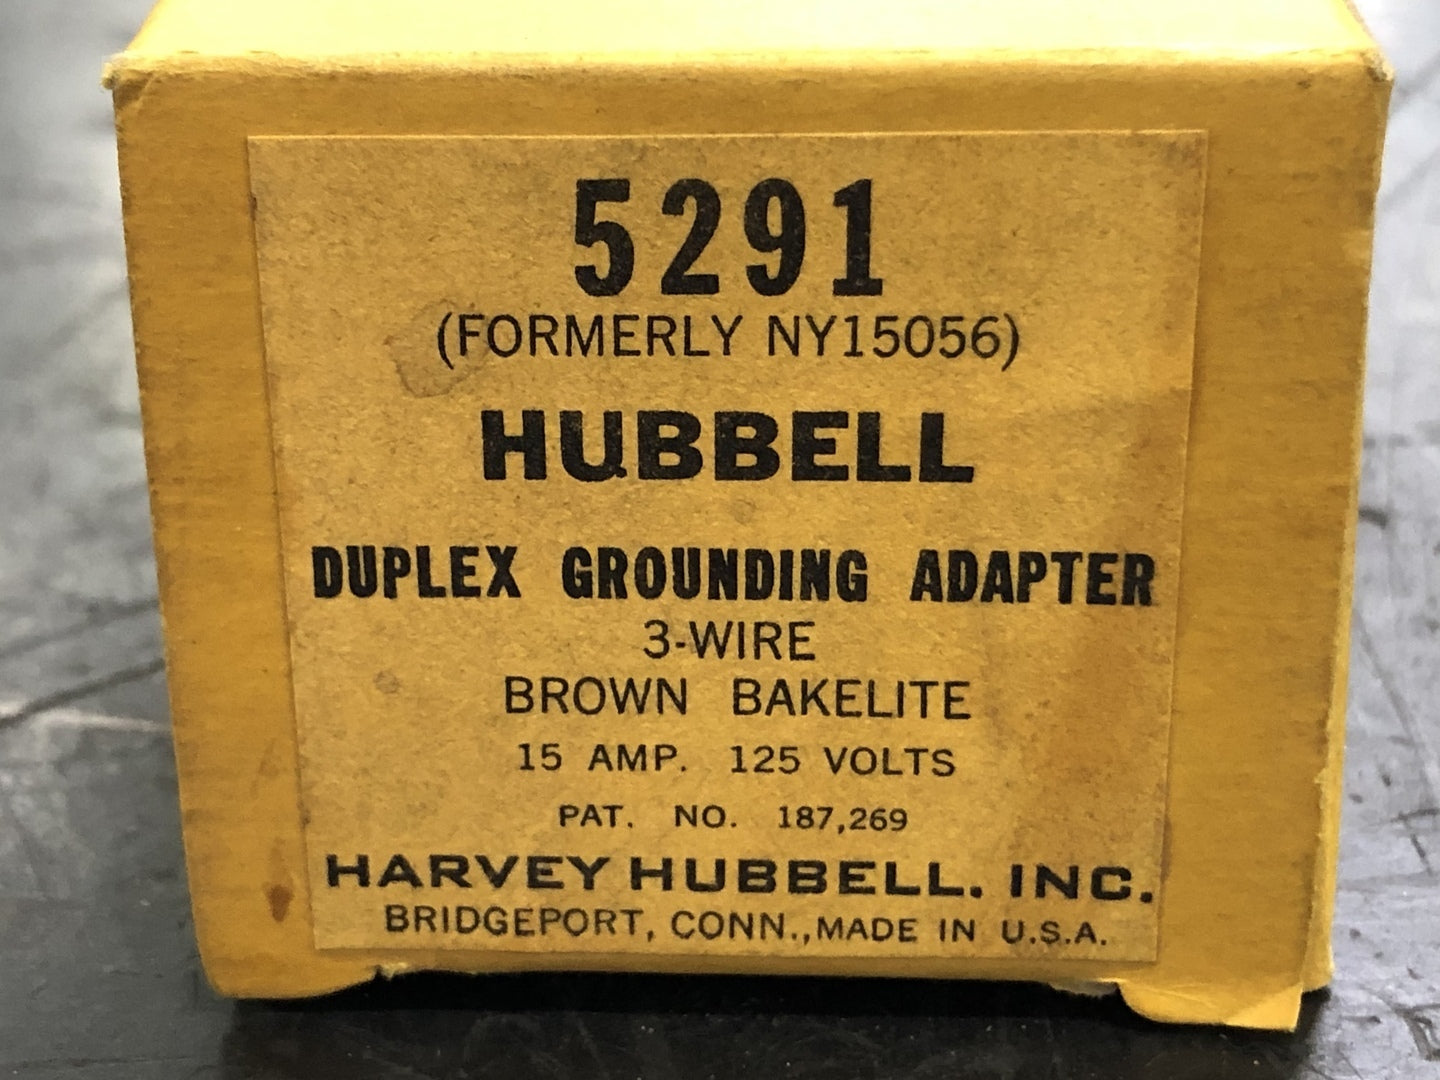 5291
(FORMERLY NY15056)
HUBBELL
DUPLEX GROUNDING ADAPTER
3-WIRE
BROWN BAKELITE
15 AMP. 125 VOLTS
PAT. NO. 187,269
HARVEY HUBBELL, INC.
BRIDGEPORT, CONN., MADE IN U.S.A.